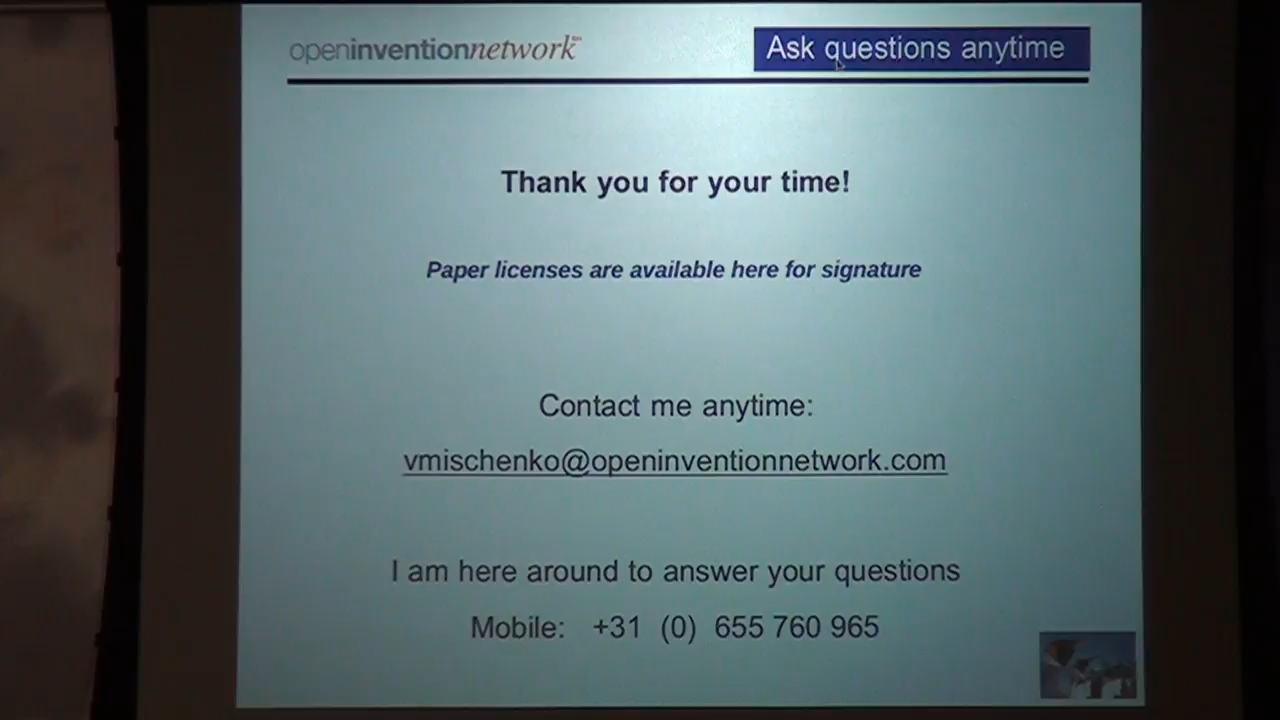 openinventionnetwork
Ask questions anytime
Thank you for your time!
Paper licenses are available here for signature
Contact me anytime:
vmischenko@openinventionnetwork.com
I am here around to answer your questions
Mobile: +31 (0) 655 760 965